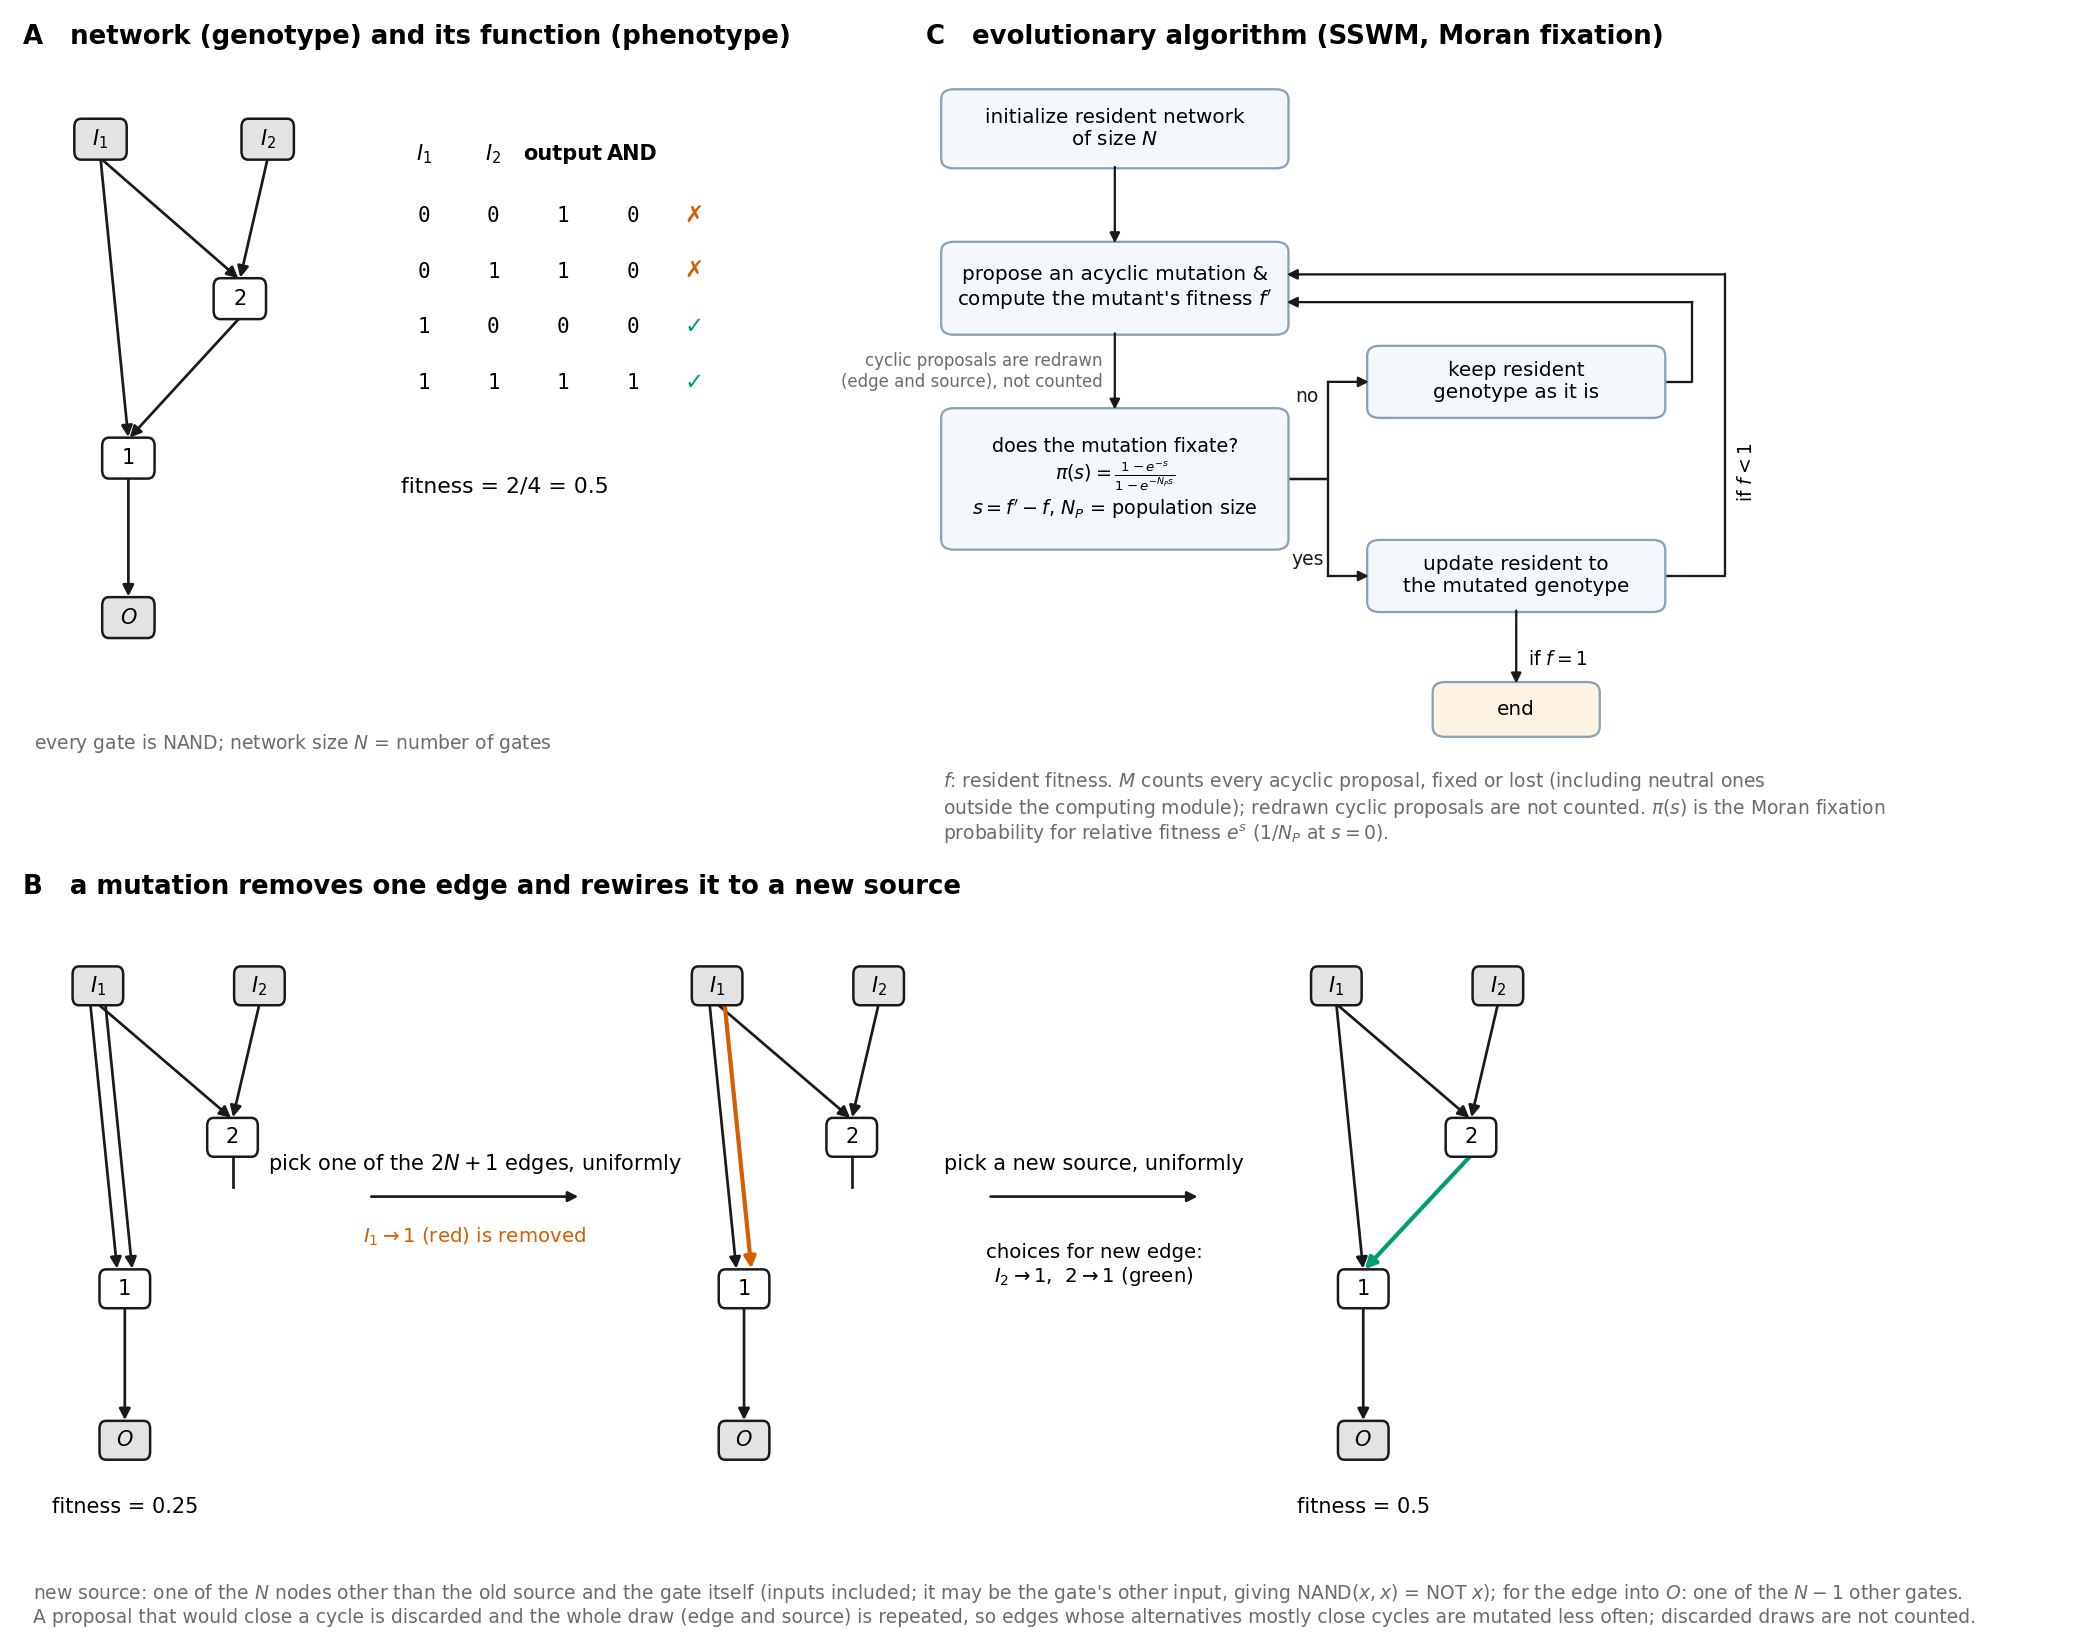 A network (genotype) and its function (phenotype)
I₁ I₂
2
1
O
I₁ I₂ output AND
0 0 1 0 ✗
0 1 1 0 ✗
1 0 0 0 ✓
1 1 1 1 ✓
fitness = 2/4 = 0.5
every gate is NAND; network size N = number of gates
C evolutionary algorithm (SSWM, Moran fixation)
initialize resident network
of size N
propose an acyclic mutation &
compute the mutant's fitness f′
cyclic proposals are redrawn
(edge and source), not counted
does the mutation fixate?
π(s) = (1 − e^{−s}) / (1 − e^{−N_P s})
s = f′ − f, N_P = population size
no
yes
keep resident
genotype as it is
update resident to
the mutated genotype
if f < 1
if f = 1
end
f: resident fitness. M counts every acyclic proposal, fixed or lost (including neutral ones
outside the computing module); redrawn cyclic proposals are not counted. π(s) is the Moran fixation
probability for relative fitness e^s (1/N_P at s = 0).
B a mutation removes one edge and rewires it to a new source
I₁ I₂
2
1
O
fitness = 0.25
pick one of the 2N + 1 edges, uniformly
I₁ → 1 (red) is removed
I₁ I₂
2
1
O
pick a new source, uniformly
choices for new edge:
I₂ → 1, 2 → 1 (green)
I₁ I₂
2
1
O
fitness = 0.5
new source: one of the N nodes other than the old source and the gate itself (inputs included; it may be the gate's other input, giving NAND(x, x) = NOT x); for the edge into O: one of the N − 1 other gates.
A proposal that would close a cycle is discarded and the whole draw (edge and source) is repeated, so edges whose alternatives mostly close cycles are mutated less often; discarded draws are not counted.